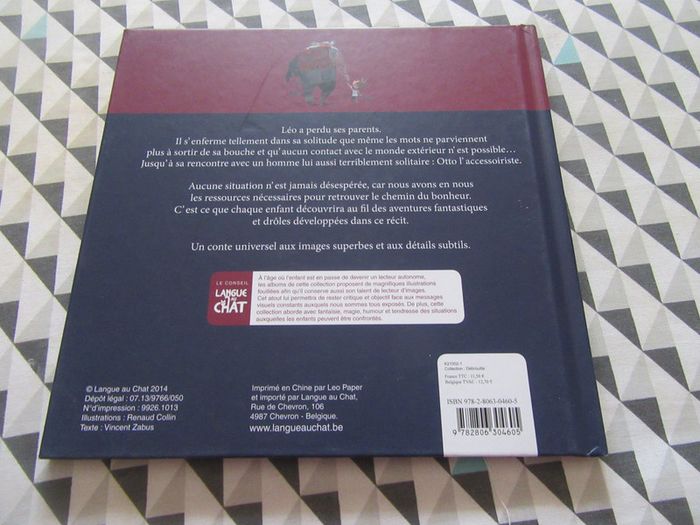 Léo a perdu ses parents.
Il s'enferme tellement dans sa solitude que même les mots ne parviennent
plus à sortir de sa bouche et qu'aucun contact avec le monde extérieur n'est possible…
Jusqu'à sa rencontre avec un homme lui aussi terriblement solitaire : Otto l'accessoiriste.
Aucune situation n'est jamais désespérée, car nous avons en nous
les ressources nécessaires pour retrouver le chemin du bonheur.
C'est ce que chaque enfant découvrira au fil des aventures fantastiques
et drôles développées dans ce récit.
Un conte universel aux images superbes et aux détails subtils.
LE CONSEIL
LANGUE
AU
CHAT
À l'âge où l'enfant est en passe de devenir un lecteur autonome,
les albums de cette collection proposent de magnifiques illustrations
fouillées afin qu'il conserve aussi son talent de lecteur d'images.
Cet atout lui permettra de rester critique et objectif face aux messages
visuels constants auxquels nous sommes tous exposés. De plus, cette
collection aborde avec fantaisie, magie, humour et tendresse des situations
auxquelles les enfants peuvent être confrontés.
© Langue au Chat 2014
Dépôt légal : 07.13/9766/050
N°d'impression : 9926.1013
Illustrations : Renaud Collin
Texte : Vincent Zabus
Imprimé en Chine par Leo Paper
et importé par Langue au Chat,
Rue de Chevron, 106
4987 Chevron - Belgique.
www.langueauchat.be
Collection : Débrouille
France TTC : 11,50 €
Belgique TVAC : 12,70 €
ISBN 978-2-8063-0460-5
9 782806 304605